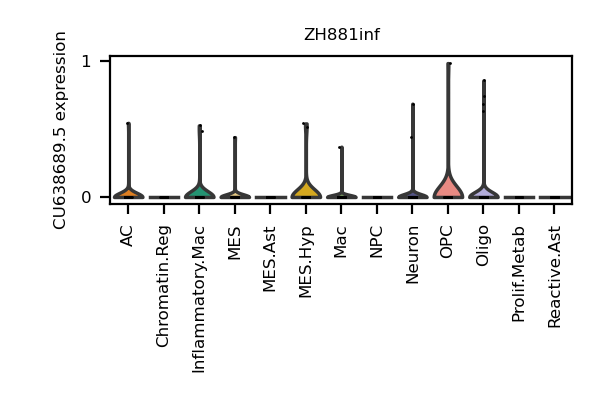 ZH881inf
CU638689.5 expression
1
0
AC
Chromatin.Reg
Inflammatory.Mac
MES
MES.Ast
MES.Hyp
Mac
NPC
Neuron
OPC
Oligo
Prolif.Metab
Reactive.Ast